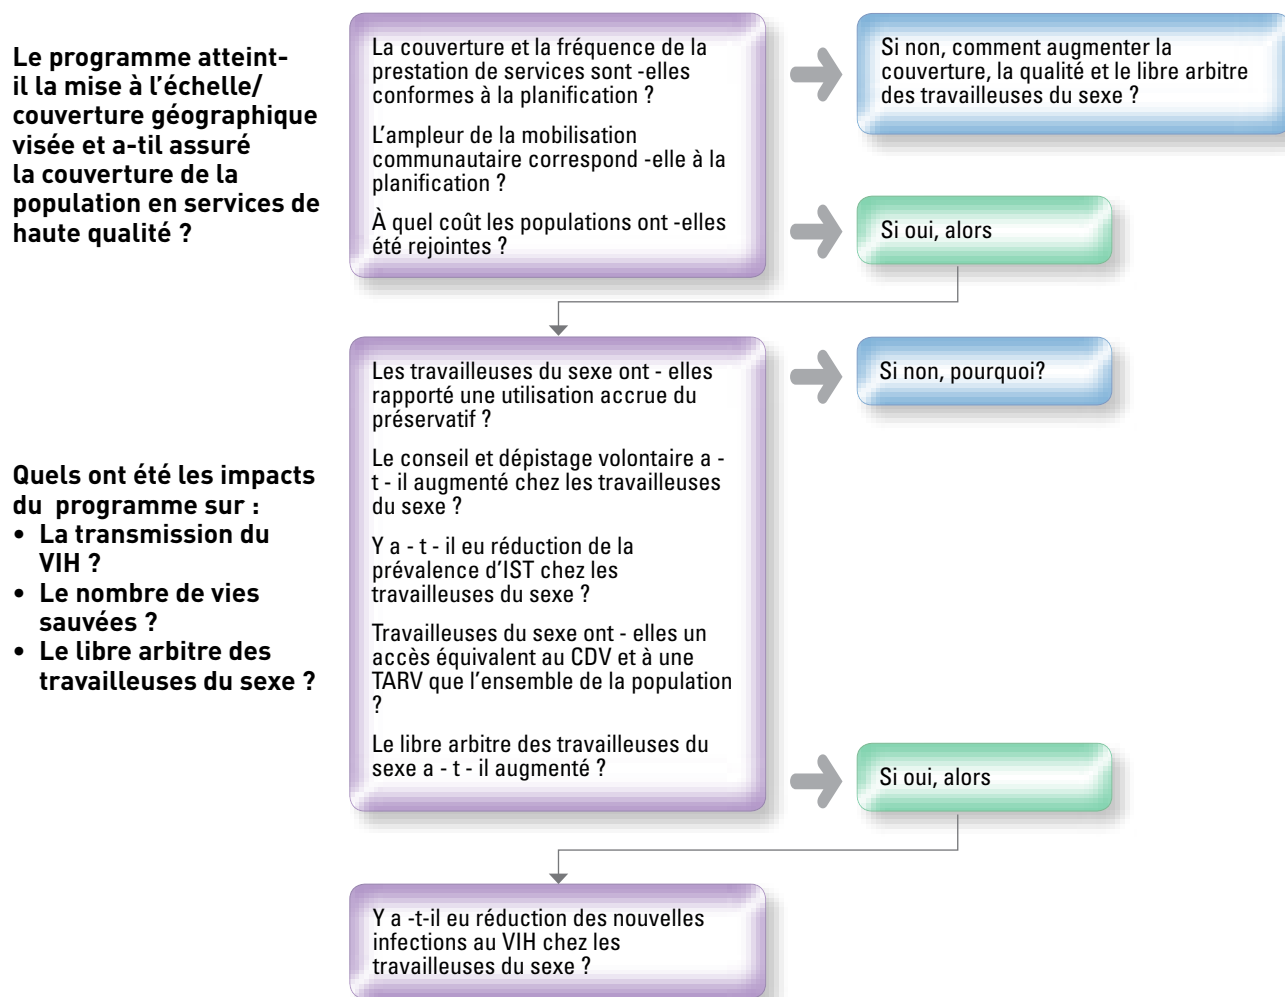 Le programme atteint-
il la mise à l'échelle/
couverture géographique
visée et a-til assuré
la couverture de la
population en services de
haute qualité ?
La couverture et la fréquence de la
prestation de services sont -elles
conformes à la planification ?
L'ampleur de la mobilisation
communautaire correspond -elle à la
planification ?
À quel coût les populations ont -elles
été rejointes ?
Si non, comment augmenter la
couverture, la qualité et le libre arbitre
des travailleuses du sexe ?
Si oui, alors
Quels ont été les impacts
du programme sur :
• La transmission du
VIH ?
• Le nombre de vies
sauvées ?
• Le libre arbitre des
travailleuses du sexe ?
Les travailleuses du sexe ont - elles
rapporté une utilisation accrue du
préservatif ?
Le conseil et dépistage volontaire a -
t - il augmenté chez les travailleuses
du sexe ?
Y a - t - il eu réduction de la
prévalence d'IST chez les
travailleuses du sexe ?
Travailleuses du sexe ont - elles un
accès équivalent au CDV et à une
TARV que l'ensemble de la population
?
Le libre arbitre des travailleuses du
sexe a - t - il augmenté ?
Si non, pourquoi?
Si oui, alors
Y a -t-il eu réduction des nouvelles
infections au VIH chez les
travailleuses du sexe ?